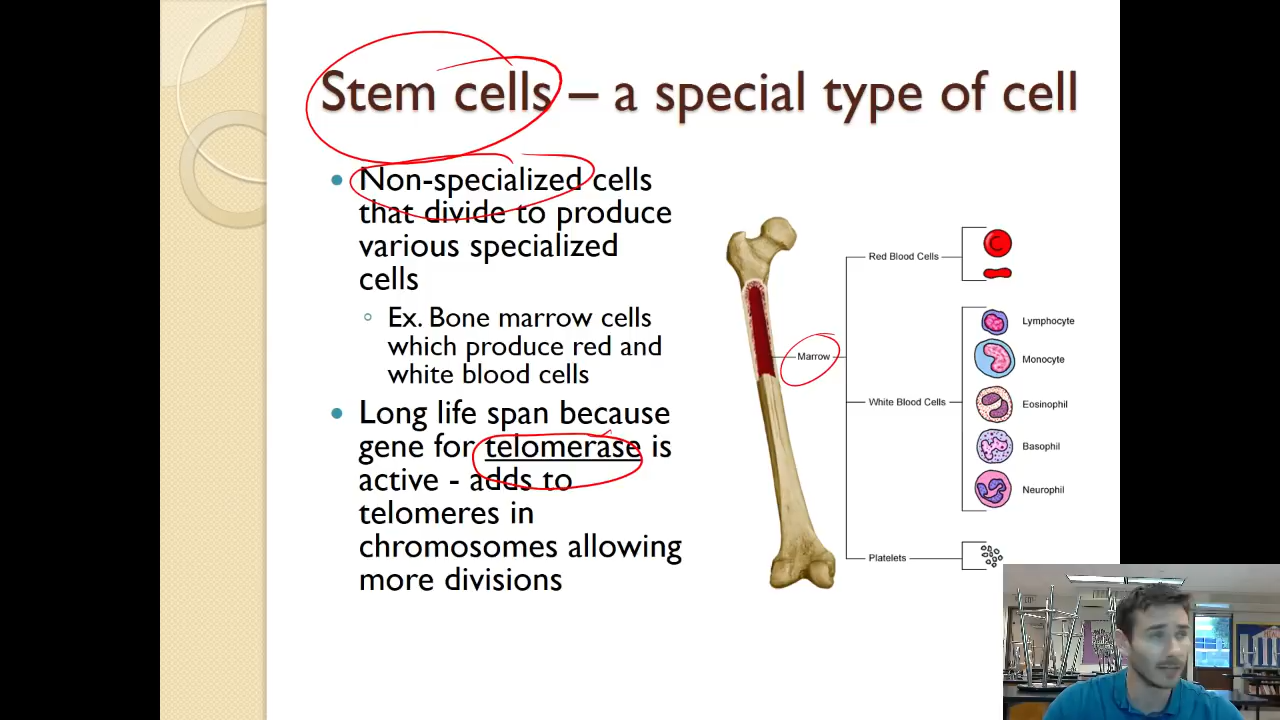 Stem cells – a special type of cell
Non-specialized cells
that divide to produce
various specialized
cells
Ex. Bone marrow cells
which produce red and
white blood cells
Long life span because
gene for telomerase is
active - adds to
telomeres in
chromosomes allowing
more divisions
Marrow
Red Blood Cells
White Blood Cells
Lymphocyte
Monocyte
Eosinophil
Basophil
Neurophil
Platelets